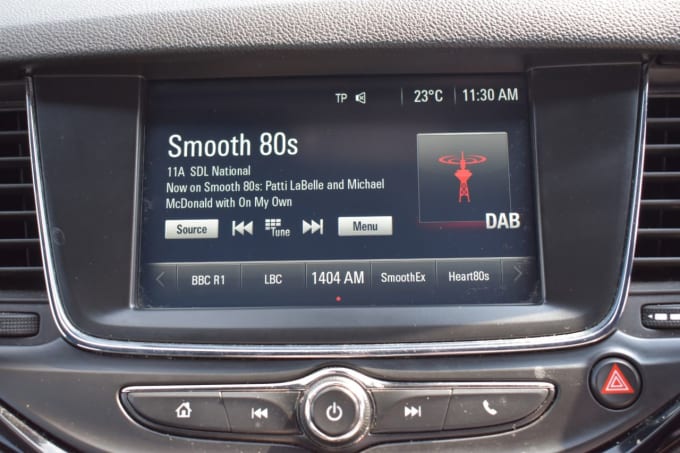 TP 23°C 11:30 AM
Smooth 80s
11A SDL National
Now on Smooth 80s: Patti LaBelle and Michael
McDonald with On My Own
DAB
Source Tune Menu
BBC R1 LBC 1404 AM SmoothEx Heart80s